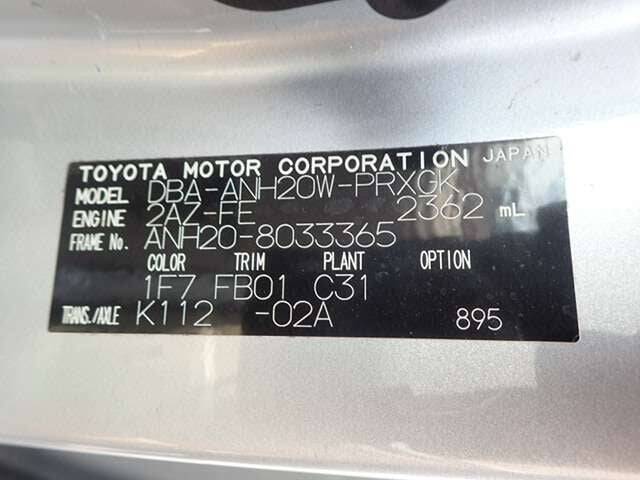 TOYOTA MOTOR CORPORATION JAPAN
MODEL DBA-ANH20W-PRXGK
ENGINE 2AZ-FE 2362 mL
FRAME No. ANH20-8033365
COLOR TRIM PLANT OPTION
1F7 FB01 C31
TRANS./AXLE K112 -02A 895